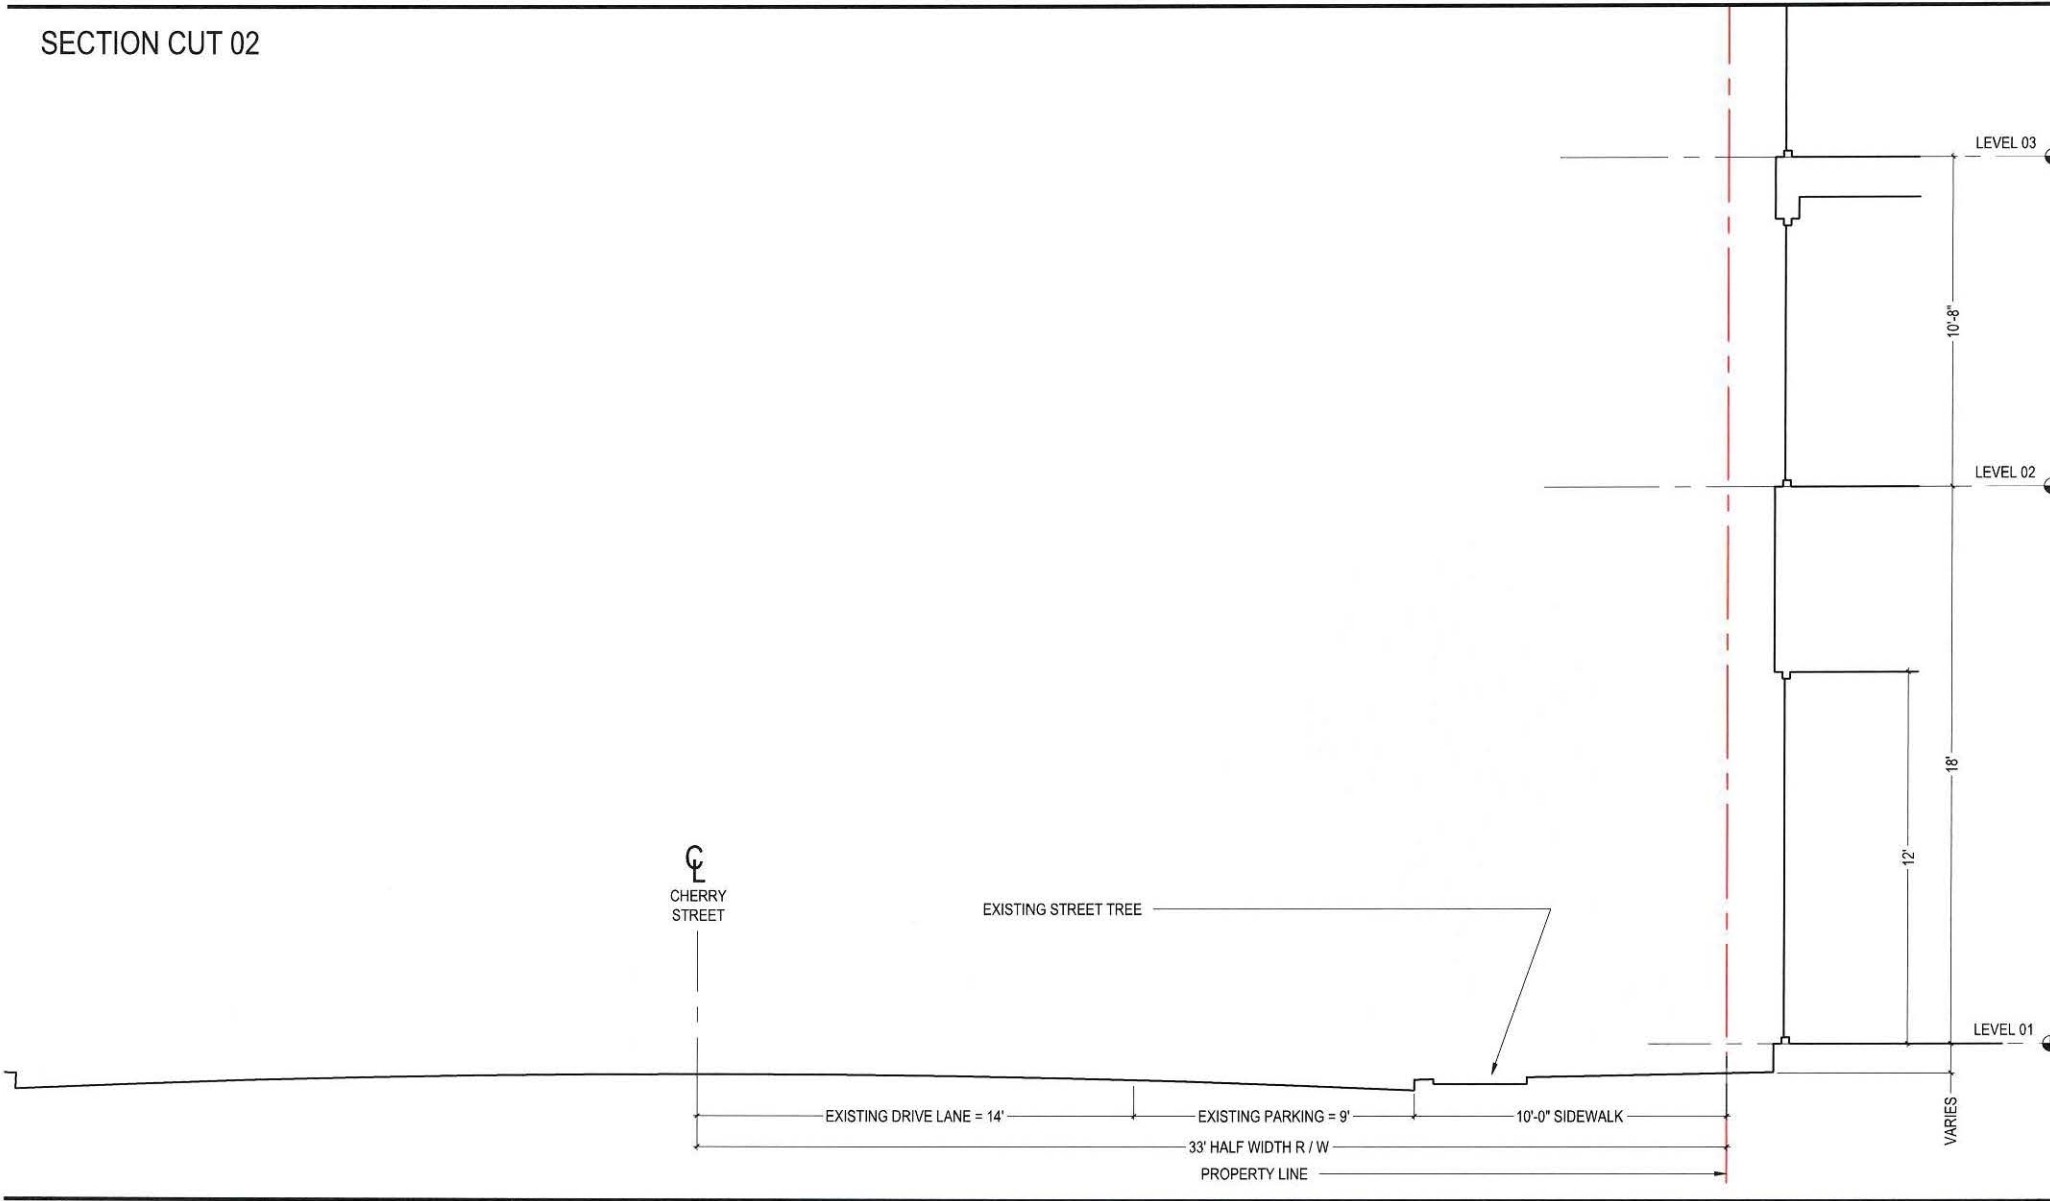 SECTION CUT 02
LEVEL 03
10'-8"
LEVEL 02
18'
12'
℄
CHERRY
STREET
EXISTING STREET TREE
LEVEL 01
EXISTING DRIVE LANE = 14'
EXISTING PARKING = 9'
10'-0" SIDEWALK
VARIES
33' HALF WIDTH R / W
PROPERTY LINE